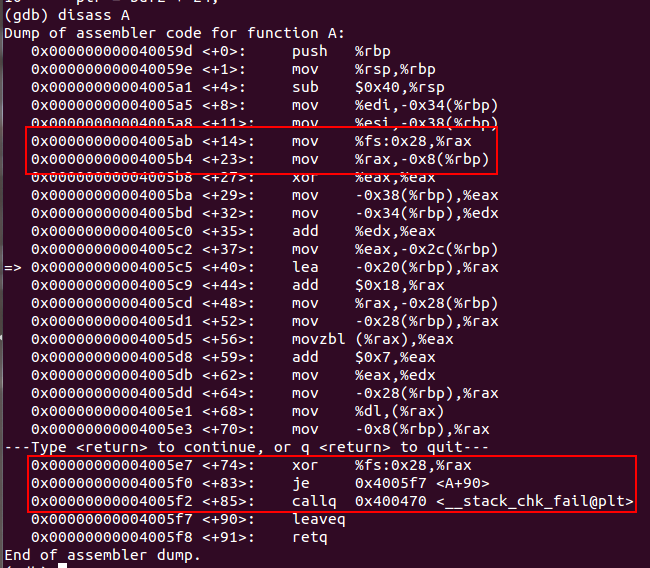 (gdb) disass A
Dump of assembler code for function A:
0x000000000040059d <+0>: push %rbp
0x000000000040059e <+1>: mov %rsp,%rbp
0x00000000004005a1 <+4>: sub $0x40,%rsp
0x00000000004005a5 <+8>: mov %edi,-0x34(%rbp)
0x00000000004005a8 <+11>: mov %esi,-0x38(%rbp)
0x00000000004005ab <+14>: mov %fs:0x28,%rax
0x00000000004005b4 <+23>: mov %rax,-0x8(%rbp)
0x00000000004005b8 <+27>: xor %eax,%eax
0x00000000004005ba <+29>: mov -0x38(%rbp),%eax
0x00000000004005bd <+32>: mov -0x34(%rbp),%edx
0x00000000004005c0 <+35>: add %edx,%eax
0x00000000004005c2 <+37>: mov %eax,-0x2c(%rbp)
=> 0x00000000004005c5 <+40>: lea -0x20(%rbp),%rax
0x00000000004005c9 <+44>: add $0x18,%rax
0x00000000004005cd <+48>: mov %rax,-0x28(%rbp)
0x00000000004005d1 <+52>: mov -0x28(%rbp),%rax
0x00000000004005d5 <+56>: movzbl (%rax),%eax
0x00000000004005d8 <+59>: add $0x7,%eax
0x00000000004005db <+62>: mov %eax,%edx
0x00000000004005dd <+64>: mov -0x28(%rbp),%rax
0x00000000004005e1 <+68>: mov %dl,(%rax)
0x00000000004005e3 <+70>: mov -0x8(%rbp),%rax
---Type <return> to continue, or q <return> to quit---
0x00000000004005e7 <+74>: xor %fs:0x28,%rax
0x00000000004005f0 <+83>: je 0x4005f7 <A+90>
0x00000000004005f2 <+85>: callq 0x400470 <__stack_chk_fail@plt>
0x00000000004005f7 <+90>: leaveq
0x00000000004005f8 <+91>: retq
End of assembler dump.